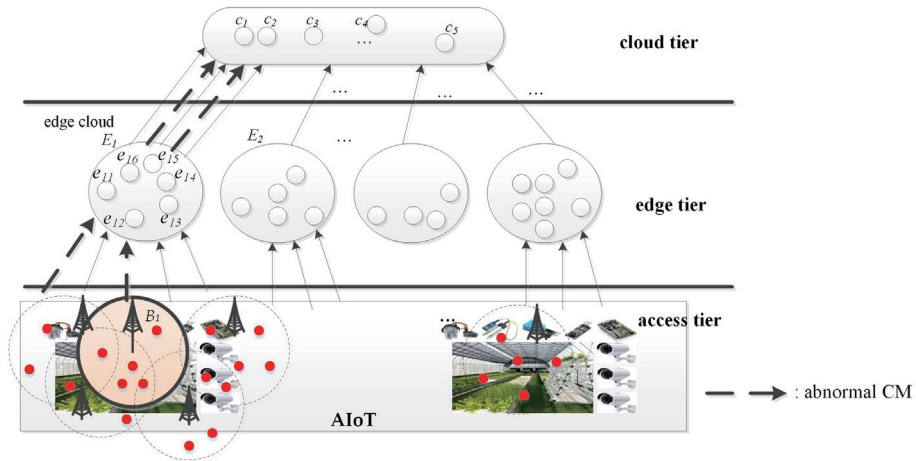 c1 c2 c3 c4 c5
...
cloud tier
... ... ...
edge cloud
E1 E2 ...
e16 e15
e11 e14
e12 e13
edge tier
B1
...
access tier
: abnormal CM
AIoT